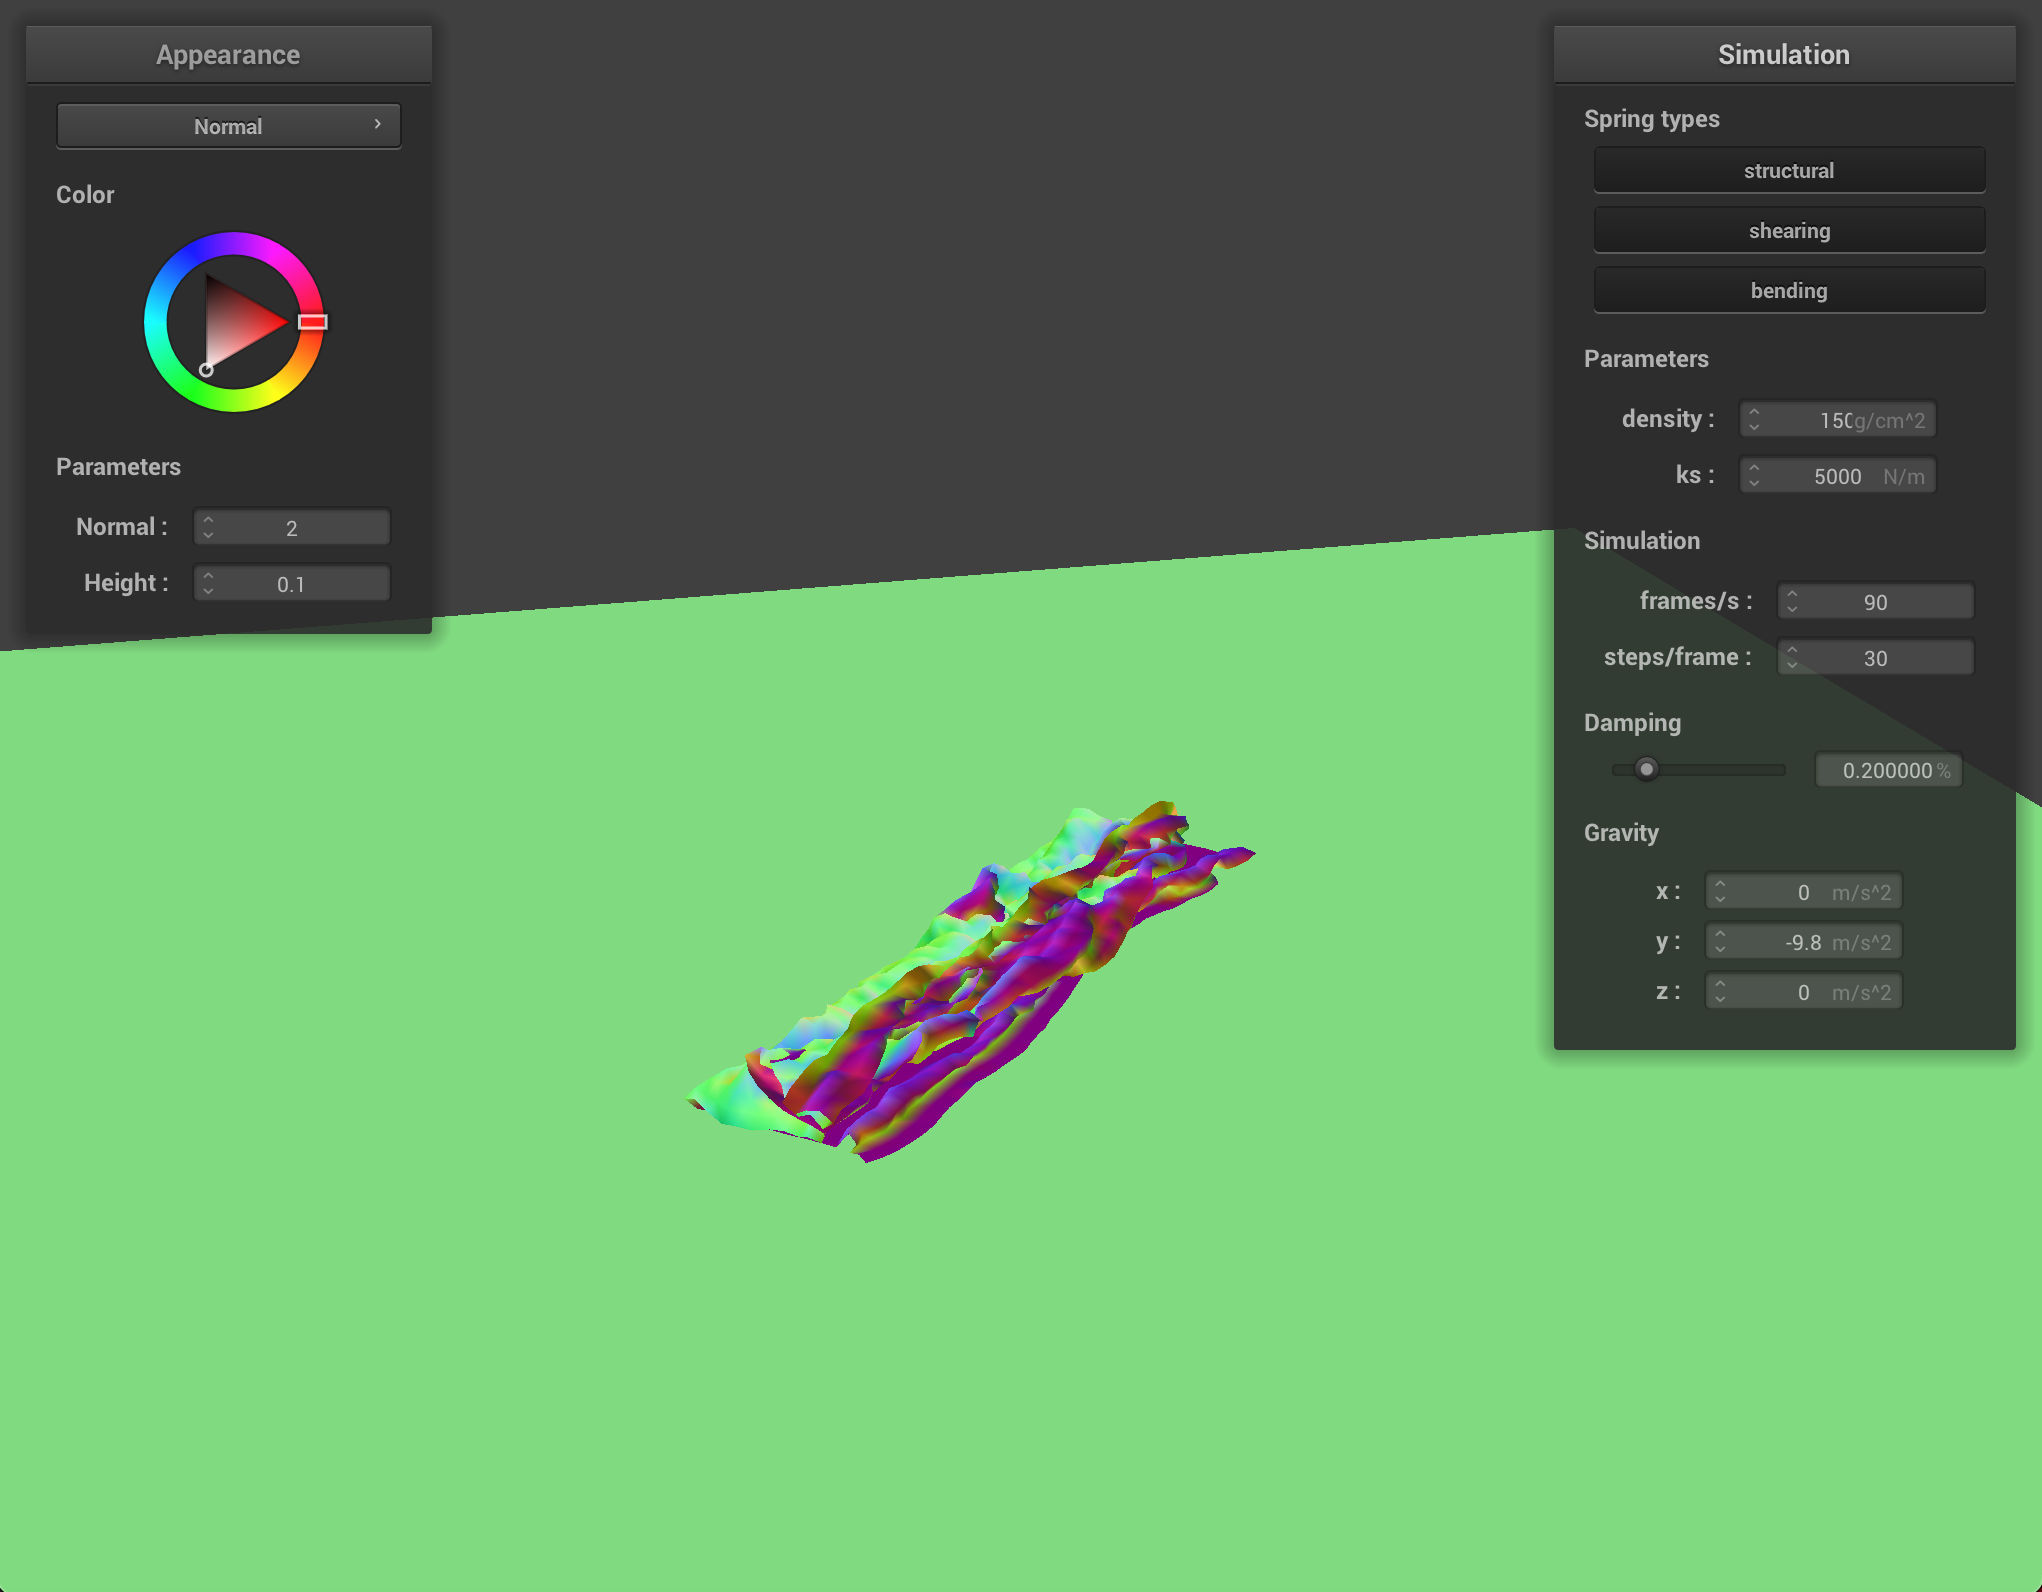 Appearance
Normal
Color
Parameters
Normal : 2
Height : 0.1
Simulation
Spring types
structural
shearing
bending
Parameters
density : 150 g/cm^2
ks : 5000 N/m
Simulation
frames/s : 90
steps/frame : 30
Damping
0.200000 %
Gravity
x : 0 m/s^2
y : -9.8 m/s^2
z : 0 m/s^2